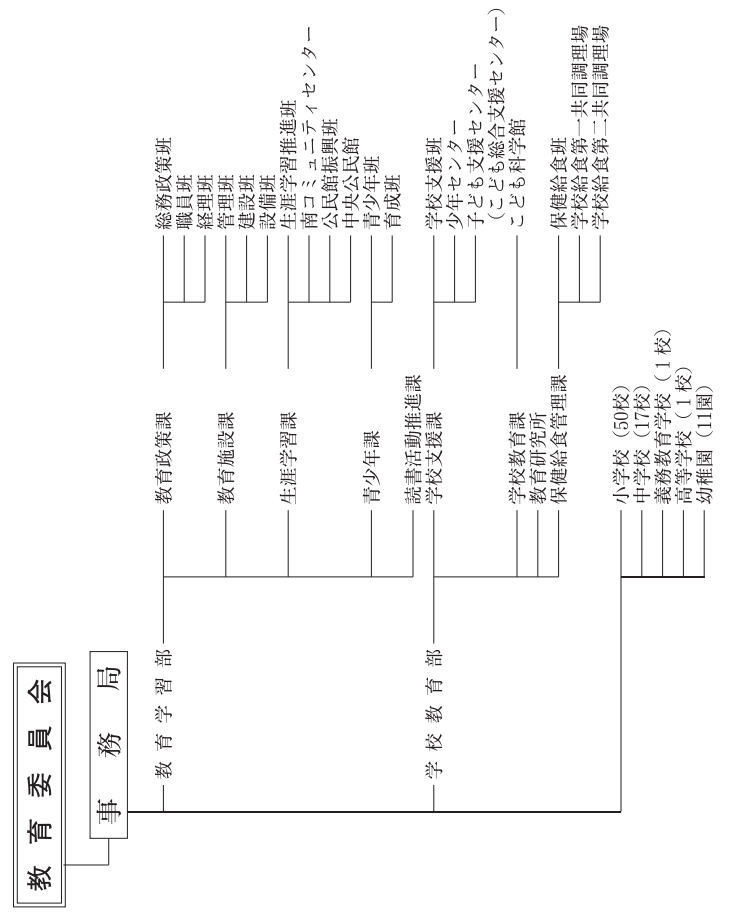 教育委員会
事務局
教育学習部
教育政策課
総務政策班
職員班
経理班
教育施設課
管理班
建設班
設備班
生涯学習課
生涯学習推進班
南コミュニティセンター
公民館振興班
中央公民館
青少年課
青少年班
育成班
読書活動推進課
学校教育部
学校支援課
学校支援班
少年センター
子ども支援センター
(こども総合支援センター)
学校教育課
こども科学館
教育研究所
保健給食管理課
保健給食班
学校給食第一共同調理場
学校給食第二共同調理場
小学校(50校)
中学校(17校)
義務教育学校(1校)
高等学校(1校)
幼稚園(11園)